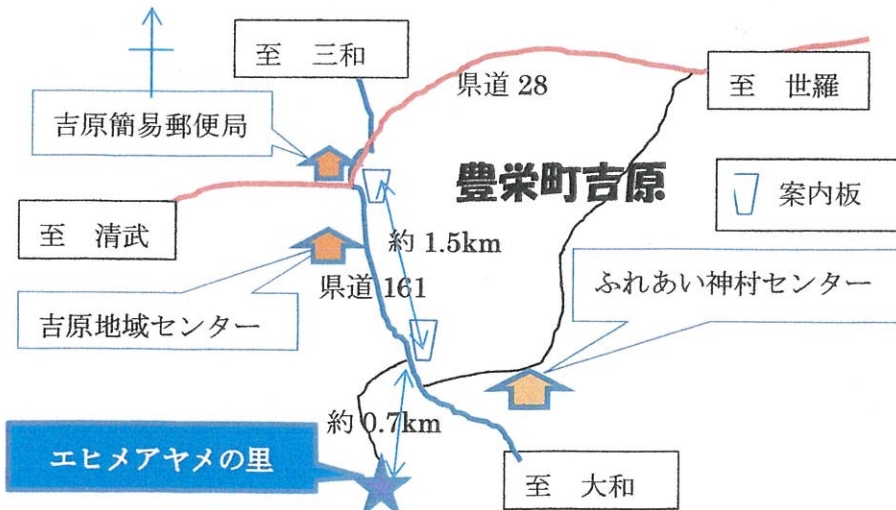 至 三和
県道 28
至 世羅
吉原簡易郵便局
豊栄町吉原
案内板
至 清武
約 1.5km
ふれあい神村センター
県道 161
吉原地域センター
約 0.7km
エヒメアヤメの里
至 大和